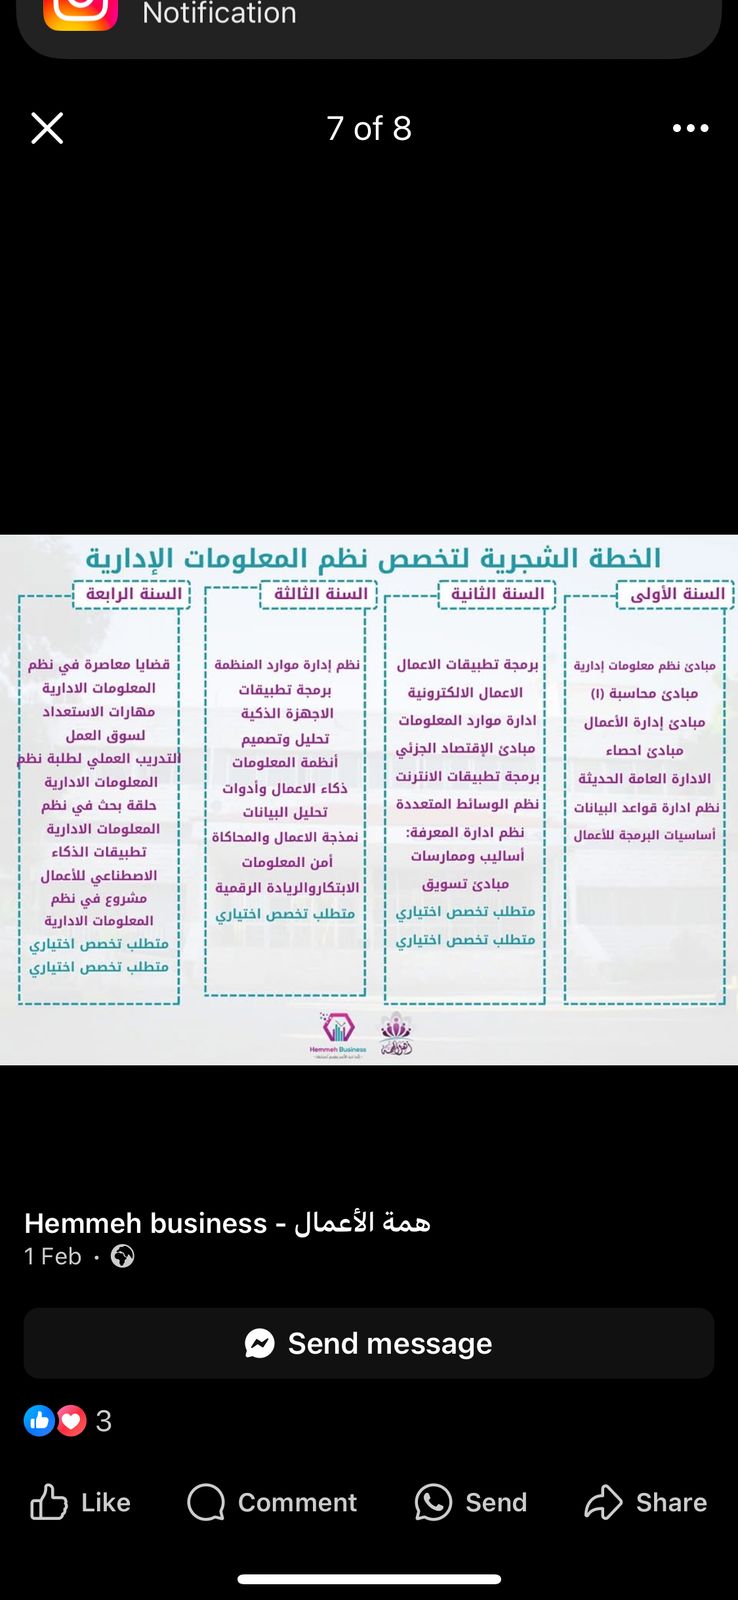 Notification
7 of 8
الخطة الشجرية لتخصص نظم المعلومات الإدارية
السنة الأولى
مبادئ نظم معلومات إدارية
مبادئ محاسبة (I)
مبادئ إدارة الأعمال
مبادئ احصاء
الادارة العامة الحديثة
نظم ادارة قواعد البيانات
أساسيات البرمجة للأعمال
السنة الثانية
برمجة تطبيقات الاعمال
الاعمال الالكترونية
ادارة موارد المعلومات
مبادئ الإقتصاد الجزئي
برمجة تطبيقات الانترنت
نظم الوسائط المتعددة
نظم ادارة المعرفة:
أساليب وممارسات
مبادئ تسويق
متطلب تخصص اختياري
متطلب تخصص اختياري
السنة الثالثة
نظم إدارة موارد المنظمة
برمجة تطبيقات
الاجهزة الذكية
تحليل وتصميم
أنظمة المعلومات
ذكاء الاعمال وأدوات
تحليل البيانات
نمذجة الاعمال والمحاكاة
أمن المعلومات
الابتكاروالريادة الرقمية
متطلب تخصص اختياري
السنة الرابعة
قضايا معاصرة في نظم
المعلومات الادارية
مهارات الاستعداد
لسوق العمل
التدريب العملي لطلبة نظم
المعلومات الادارية
حلقة بحث في نظم
المعلومات الادارية
تطبيقات الذكاء
الاصطناعي للأعمال
مشروع في نظم
المعلومات الادارية
متطلب تخصص اختياري
متطلب تخصص اختياري
Hemmeh Business
أهل الهمة
Hemmeh business - همة الأعمال
1 Feb ·
Send message
3
Like
Comment
Send
Share